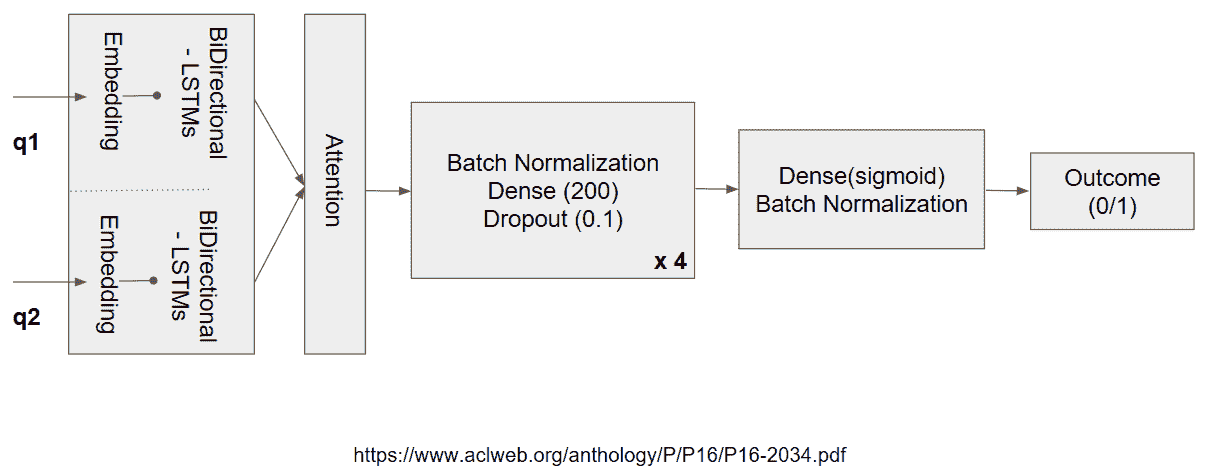 q1
Embedding
BiDirectional
- LSTMs
q2
Embedding
BiDirectional
- LSTMs
Attention
Batch Normalization
Dense (200)
Dropout (0.1)
x 4
Dense(sigmoid)
Batch Normalization
Outcome
(0/1)
https://www.aclweb.org/anthology/P/P16/P16-2034.pdf